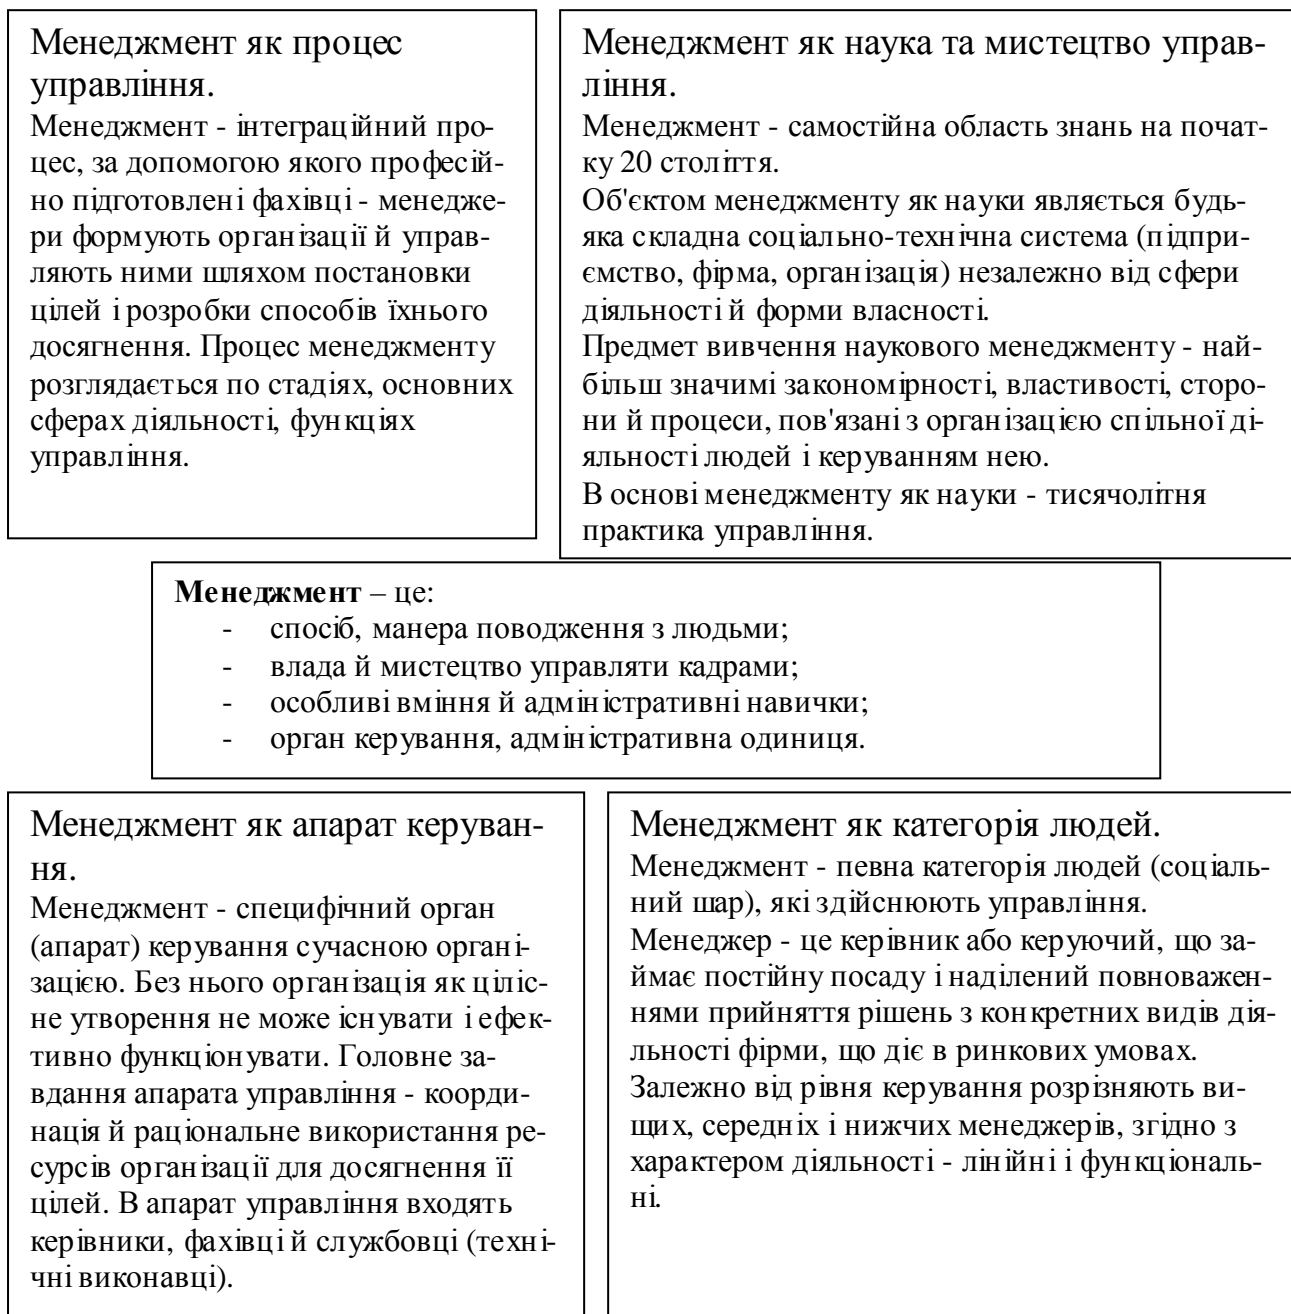 Менеджмент як процес
управління.
Менеджмент - інтеграційний про-
цес, за допомогою якого професій-
но підготовлені фахівці - менедже-
ри формують організації й управ-
ляють ними шляхом постановки
цілей і розробки способів їхнього
досягнення. Процес менеджменту
розглядається по стадіях, основних
сферах діяльності, функціях
управління.
Менеджмент як наука та мистецтво управ-
ління.
Менеджмент - самостійна область знань на почат-
ку 20 століття.
Об'єктом менеджменту як науки являється будь-
яка складна соціально-технічна система (підпри-
ємство, фірма, організація) незалежно від сфери
діяльності й форми власності.
Предмет вивчення наукового менеджменту - най-
більш значимі закономірності, властивості, сторо-
ни й процеси, пов'язані з організацією спільної ді-
яльності людей і керуванням нею.
В основі менеджменту як науки - тисячолітня
практика управління.
Менеджмент – це:
- спосіб, манера поводження з людьми;
- влада й мистецтво управляти кадрами;
- особливі вміння й адміністративні навички;
- орган керування, адміністративна одиниця.
Менеджмент як апарат керуван-
ня.
Менеджмент - специфічний орган
(апарат) керування сучасною органі-
зацією. Без нього організація як ціліс-
не утворення не може існувати і ефек-
тивно функціонувати. Головне за-
вдання апарата управління - коорди-
нація й раціональне використання ре-
сурсів організації для досягнення її
цілей. В апарат управління входять
керівники, фахівці й службовці (техні-
чні виконавці).
Менеджмент як категорія людей.
Менеджмент - певна категорія людей (соціаль-
ний шар), які здійснюють управління.
Менеджер - це керівник або керуючий, що за-
ймає постійну посаду і наділений повноважен-
нями прийняття рішень з конкретних видів дія-
льності фірми, що діє в ринкових умовах.
Залежно від рівня керування розрізняють ви-
щих, середніх і нижчих менеджерів, згідно з
характером діяльності - лінійні і функціональ-
ні.